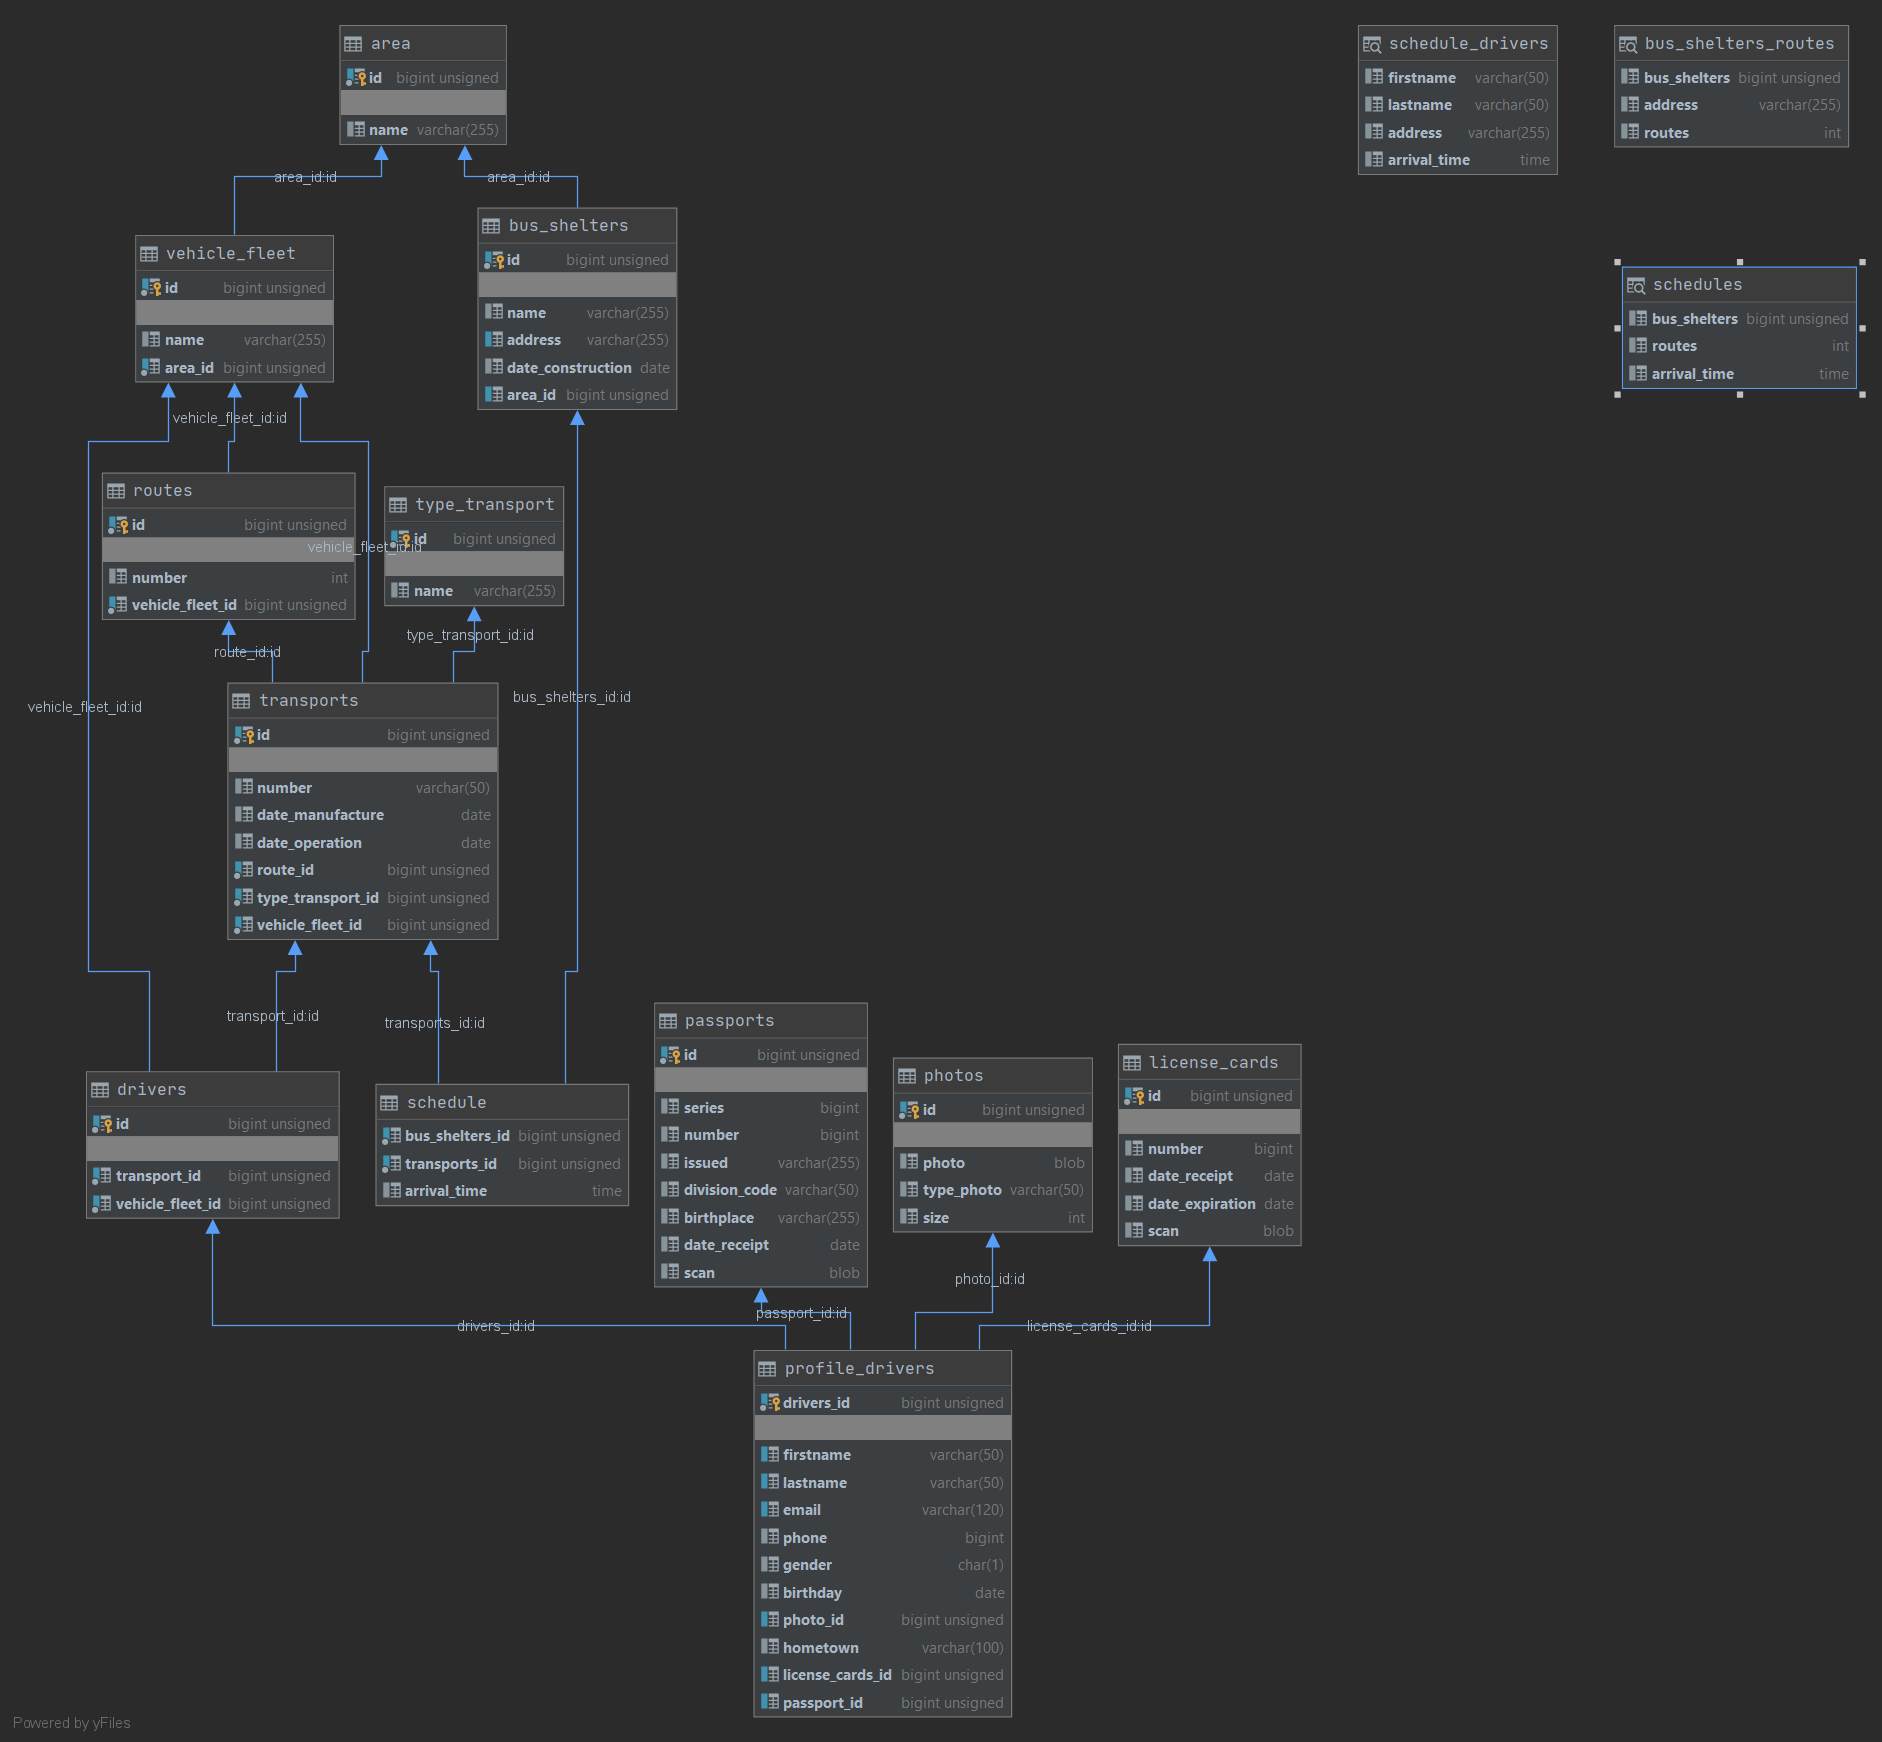 area
id bigint unsigned
name varchar(255)
schedule_drivers
firstname varchar(50)
lastname varchar(50)
address varchar(255)
arrival_time time
bus_shelters_routes
bus_shelters bigint unsigned
address varchar(255)
routes int
area_id:id
area_id:id
vehicle_fleet
id bigint unsigned
name varchar(255)
area_id bigint unsigned
bus_shelters
id bigint unsigned
name varchar(255)
address varchar(255)
date_construction date
area_id bigint unsigned
schedules
bus_shelters bigint unsigned
routes int
arrival_time time
vehicle_fleet_id:id
routes
id bigint unsigned
number int
vehicle_fleet_id bigint unsigned
vehicle_fleet_id:id
type_transport
id bigint unsigned
name varchar(255)
type_transport_id:id
route_id:id
vehicle_fleet_id:id
bus_shelters_id:id
transports
id bigint unsigned
number varchar(50)
date_manufacture date
date_operation date
route_id bigint unsigned
type_transport_id bigint unsigned
vehicle_fleet_id bigint unsigned
transport_id:id
transports_id:id
drivers
id bigint unsigned
transport_id bigint unsigned
vehicle_fleet_id bigint unsigned
schedule
bus_shelters_id bigint unsigned
transports_id bigint unsigned
arrival_time time
passports
id bigint unsigned
series bigint
number bigint
issued varchar(255)
division_code varchar(50)
birthplace varchar(255)
date_receipt date
scan blob
photos
id bigint unsigned
photo blob
type_photo varchar(50)
size int
license_cards
id bigint unsigned
number bigint
date_receipt date
date_expiration date
scan blob
photo_id:id
passport_id:id
drivers_id:id
license_cards_id:id
profile_drivers
drivers_id bigint unsigned
firstname varchar(50)
lastname varchar(50)
email varchar(120)
phone bigint
gender char(1)
birthday date
photo_id bigint unsigned
hometown varchar(100)
license_cards_id bigint unsigned
passport_id bigint unsigned
Powered by yFiles